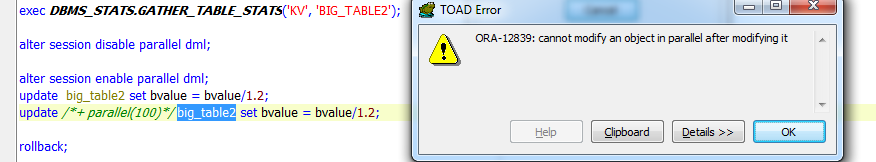 exec DBMS_STATS.GATHER_TABLE_STATS('KV', 'BIG_TABLE2');
alter session disable parallel dml;
alter session enable parallel dml;
update  big_table2 set bvalue = bvalue/1.2;
update /*+ parallel(100)*/ big_table2 set bvalue = bvalue/1.2;
rollback;
TOAD Error
ORA-12839: cannot modify an object in parallel after modifying it
Help
Clipboard
Details >>
OK